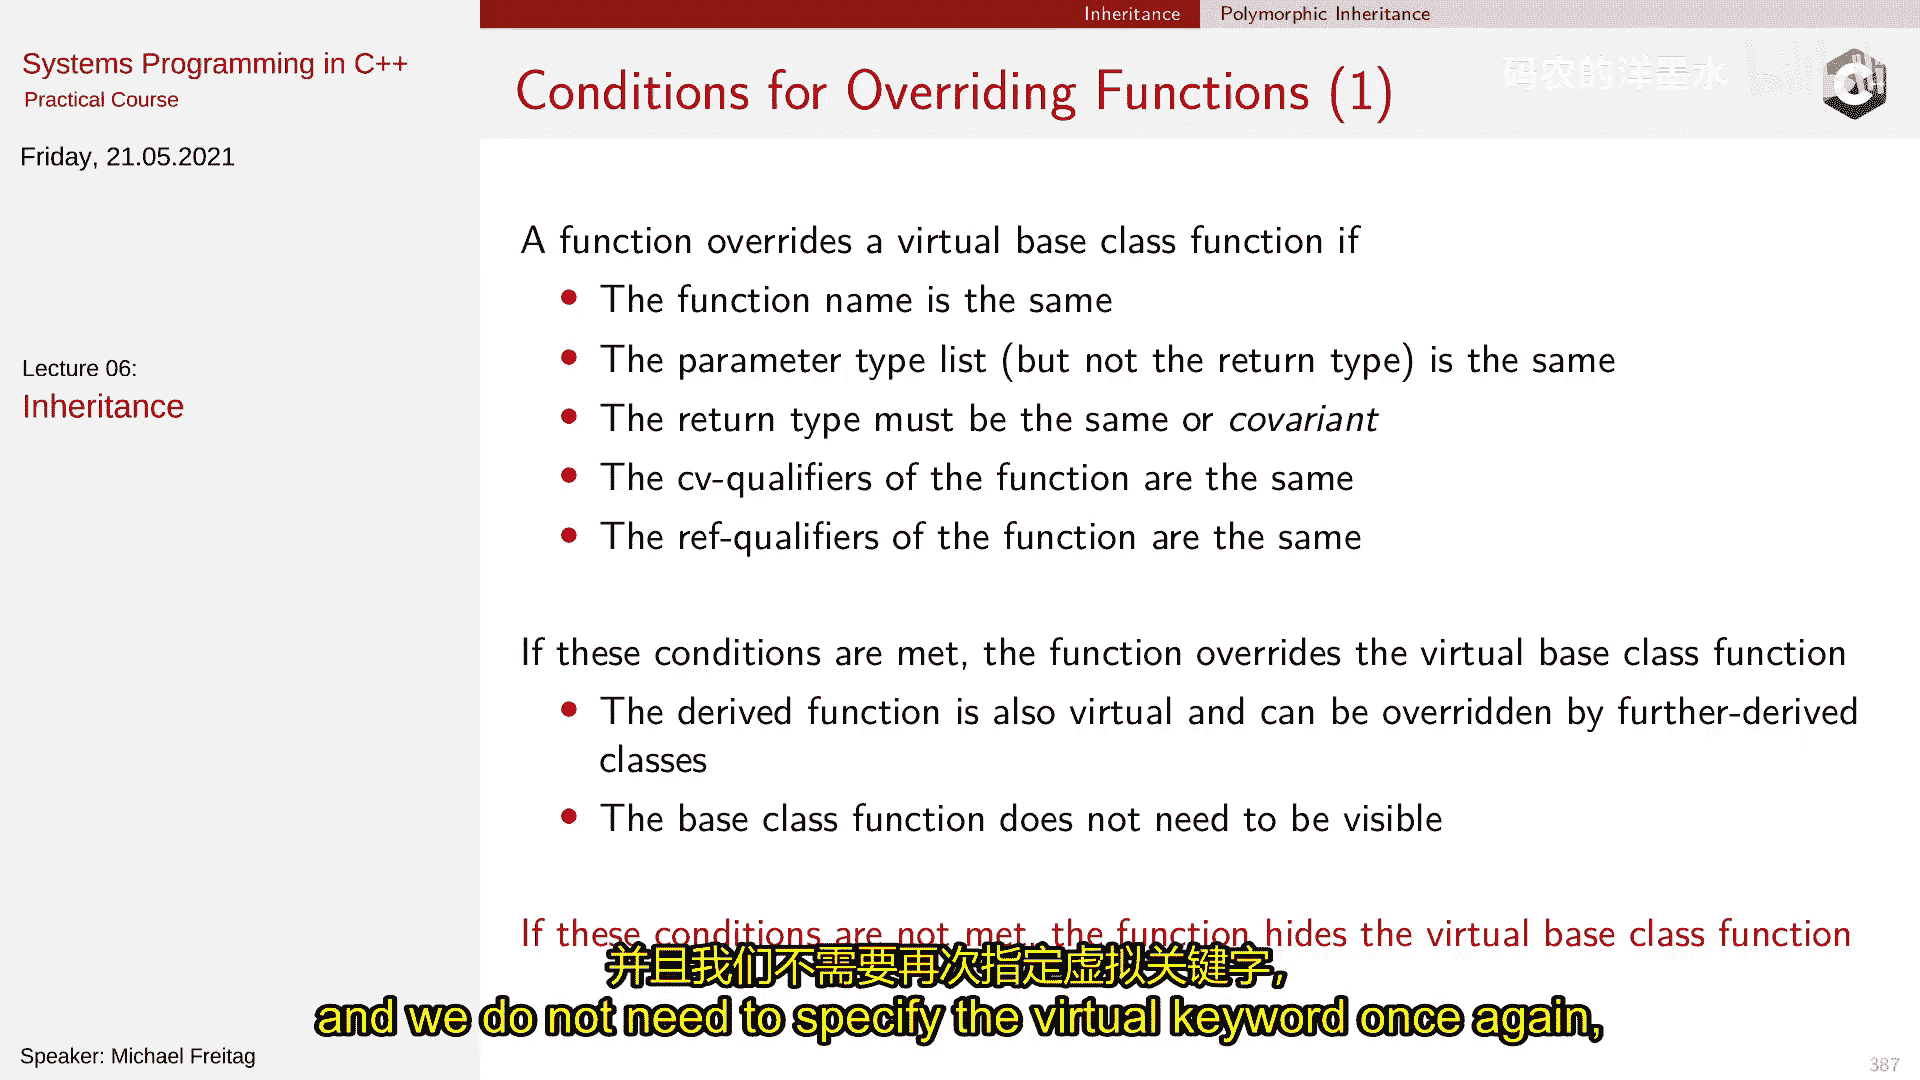 Inheritance
Polymorphic Inheritance
Systems Programming in C++
Practical Course
Friday, 21.05.2021
Lecture 06:
Inheritance
Conditions for Overriding Functions (1)
码农的洋墨水
A function overrides a virtual base class function if
• The function name is the same
• The parameter type list (but not the return type) is the same
• The return type must be the same or covariant
• The cv-qualifiers of the function are the same
• The ref-qualifiers of the function are the same
If these conditions are met, the function overrides the virtual base class function
• The derived function is also virtual and can be overridden by further-derived
classes
• The base class function does not need to be visible
If these conditions are not met, the function hides the virtual base class function
并且我们不需要再次指定虚拟关键字,
and we do not need to specify the virtual keyword once again,
Speaker: Michael Freitag
387